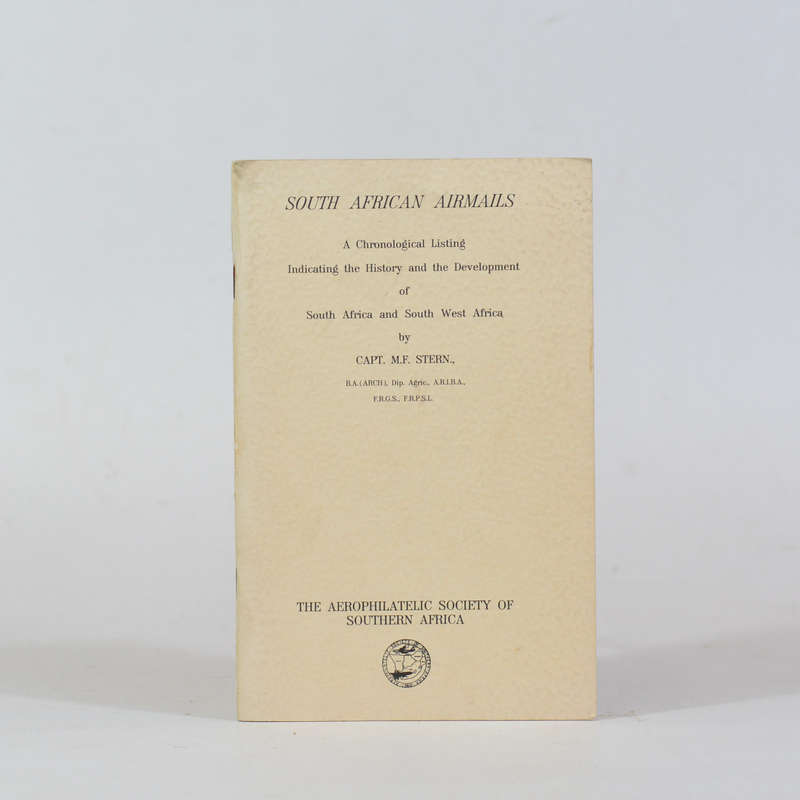 SOUTH AFRICAN AIRMAILS
A Chronological Listing
Indicating the History and the Development
of
South Africa and South West Africa
by
CAPT. M.F. STERN.,
B.A.(ARCH), Dip. Agric., A.R.I.B.A.,
F.R.G.S., F.R.P.S.L.
THE AEROPHILATELIC SOCIETY OF
SOUTHERN AFRICA